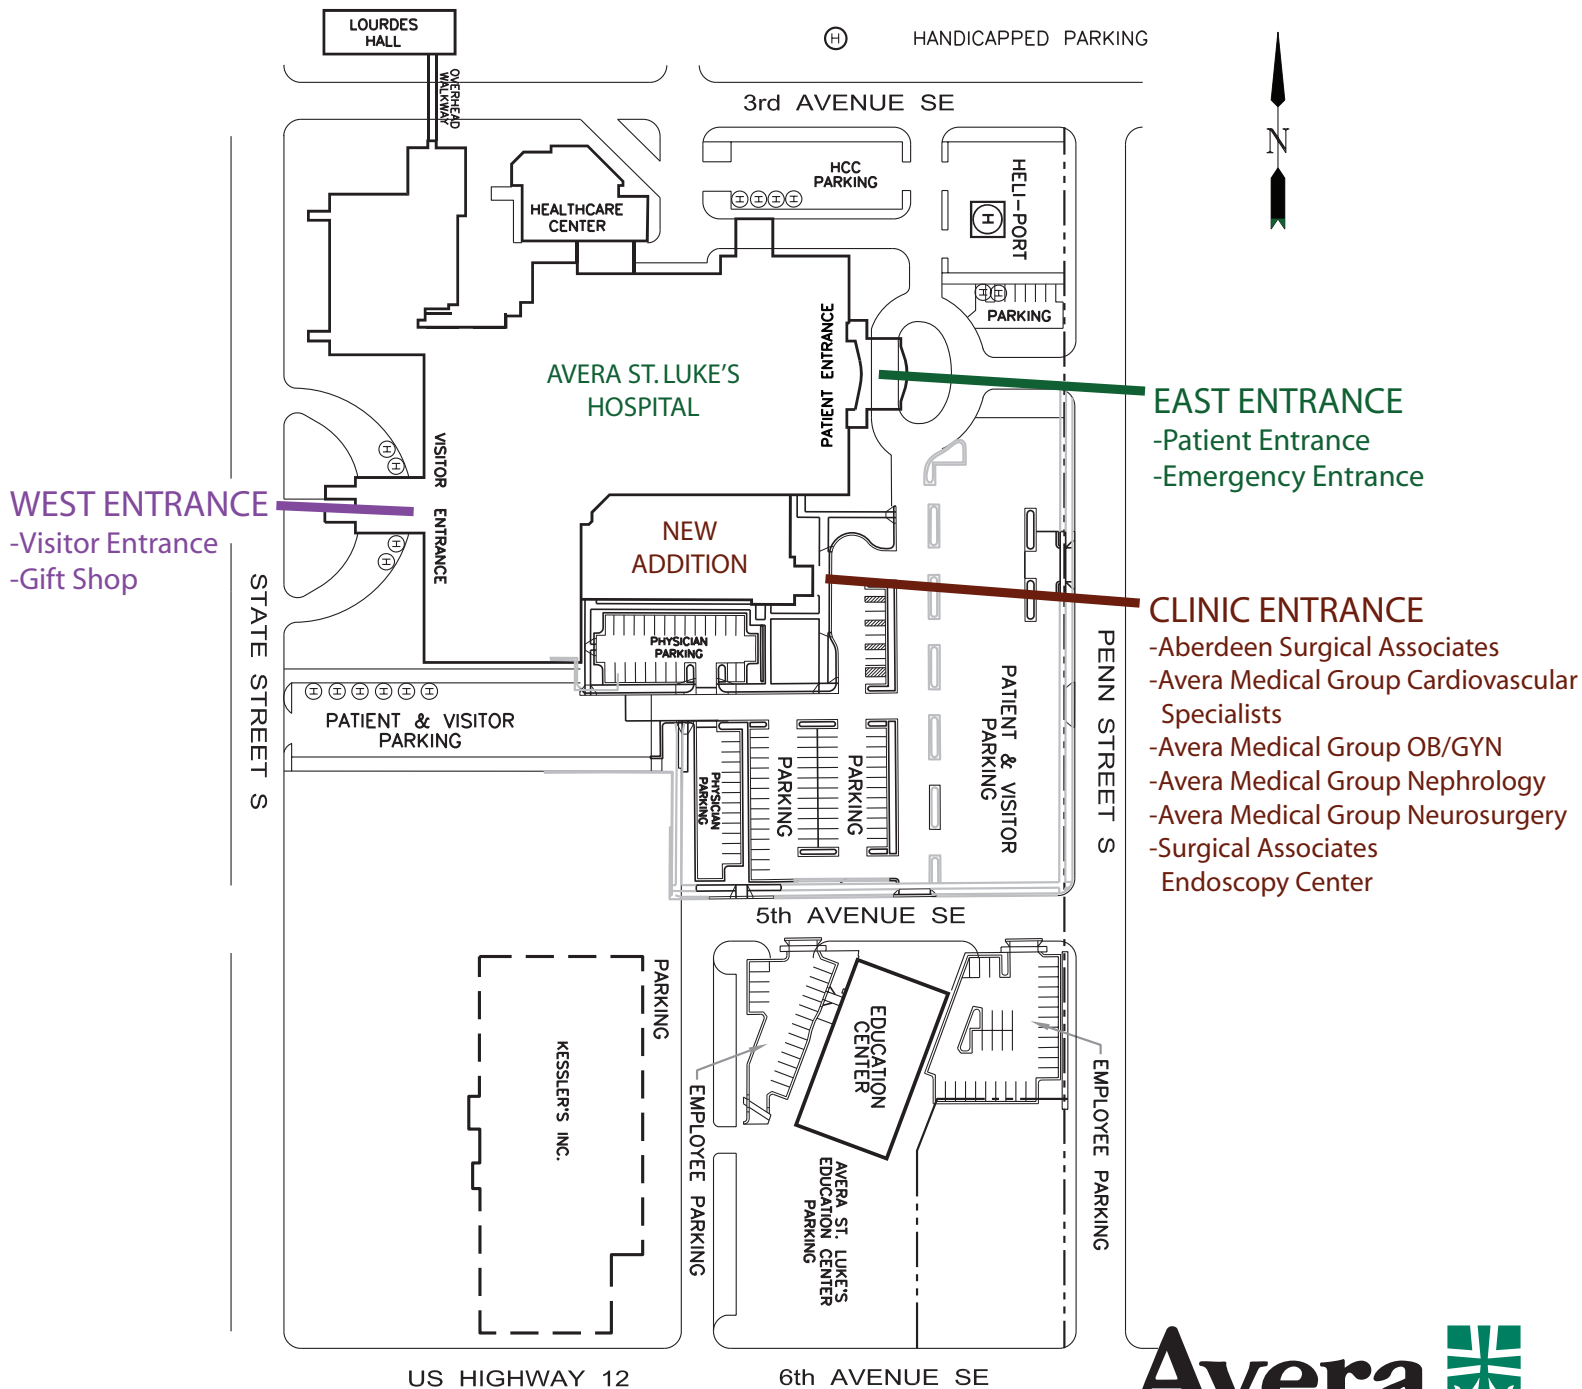 LOURDES
HALL
OVERHEAD
WALKWAY
H HANDICAPPED PARKING
3rd AVENUE SE
N
HCC
PARKING
H H H H
HELI-PORT
H
H H
PARKING
HEALTHCARE
CENTER
AVERA ST. LUKE'S
HOSPITAL
PATIENT ENTRANCE
EAST ENTRANCE
-Patient Entrance
-Emergency Entrance
VISITOR ENTRANCE
H
H
H
H
WEST ENTRANCE
-Visitor Entrance
-Gift Shop
NEW
ADDITION
CLINIC ENTRANCE
-Aberdeen Surgical Associates
-Avera Medical Group Cardiovascular
Specialists
-Avera Medical Group OB/GYN
-Avera Medical Group Nephrology
-Avera Medical Group Neurosurgery
-Surgical Associates
Endoscopy Center
STATE STREET S
PENN STREET S
PHYSICIAN
PARKING
H H H H H H
PATIENT & VISITOR
PARKING
PHYSICIAN
PARKING
PARKING
PARKING
PATIENT & VISITOR
PARKING
5th AVENUE SE
PARKING
KESSLER'S INC.
EDUCATION
CENTER
EMPLOYEE PARKING
EMPLOYEE PARKING
AVERA ST. LUKE'S
EDUCATION CENTER
PARKING
US HIGHWAY 12
6th AVENUE SE
Avera